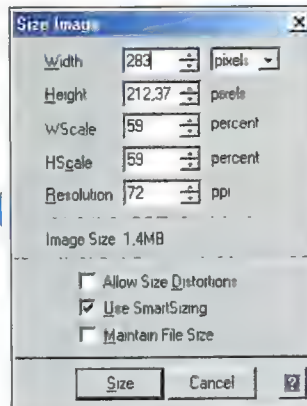 Size Image
Width 283 pixels
Height 212,37 pixels
WScale 59 percent
HScale 59 percent
Resolution 72 ppi
Image Size 1.4MB
Allow Size Distortions
Use SmartSizing
Maintain File Size
Size Cancel ?